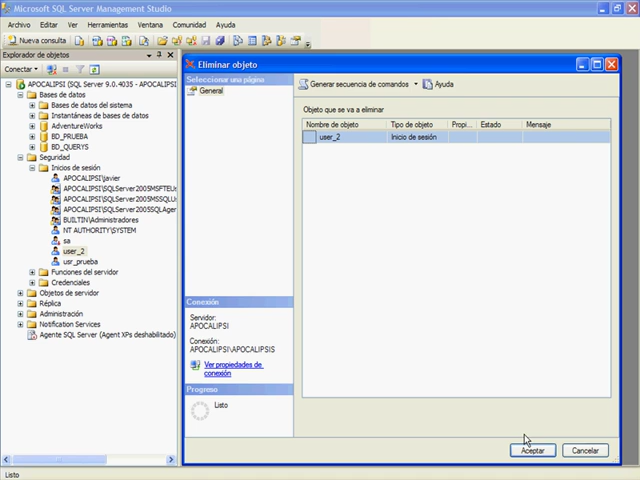 Microsoft SQL Server Management Studio
Archivo Editar Ver Herramientas Ventana Comunidad Ayuda
Nueva consulta
Explorador de objetos
Conectar
APOCALIPSI (SQL Server 9.0.4035 - APOCALIPSI
Bases de datos
Bases de datos del sistema
Instantáneas de bases de datos
AdventureWorks
BD_PRUEBA
BD_QUERYS
Seguridad
Inicios de sesión
APOCALIPSI\javier
APOCALIPSI\SQLServer2005MSFTEUs
APOCALIPSI\SQLServer2005MSSQLUs
APOCALIPSI\SQLServer2005SQLAgen
BUILTIN\Administradores
NT AUTHORITY\SYSTEM
sa
user_2
usr_prueba
Funciones del servidor
Credenciales
Objetos de servidor
Réplica
Administración
Notification Services
Agente SQL Server (Agent XPs deshabilitado)
Eliminar objeto
Seleccionar una página
General
Generar secuencia de comandos Ayuda
Objeto que se va a eliminar
Nombre de objeto Tipo de objeto Propi... Estado Mensaje
user_2 Inicio de sesión
Conexión
Servidor:
APOCALIPSI
Conexión:
APOCALIPSI\APOCALIPSIS
Ver propiedades de
conexión
Progreso
Listo
Aceptar Cancelar
Listo